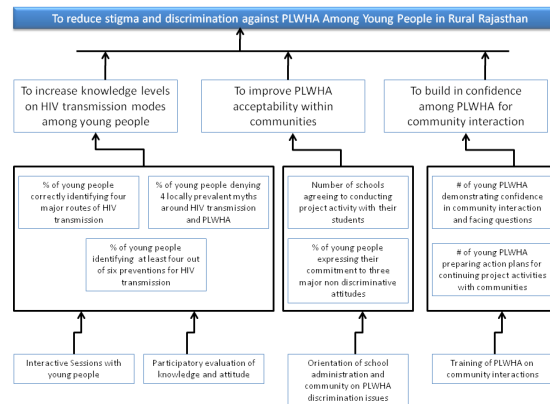 To reduce stigma and discrimination against PLWHA Among Young People in Rural Rajasthan
To increase knowledge levels
on HIV transmission modes
among young people
To improve PLWHA
acceptability within
communities
To build in confidence
among PLWHA for
community interaction
% of young people
correctly identifying four
major routes of HIV
transmission
% of young people denying
4 locally prevalent myths
around HIV transmission and
PLWHA
% of young people
identifying at least four out
of six preventions for HIV
transmission
Number of schools
agreeing to conducting
project activity with their
students
% of young people
expressing their
commitment to three
major non discriminative
attitudes
# of young PLWHA
demonstrating confidence
in community interaction
and facing questions
# of young PLWHA
preparing action plans for
continuing project activities
with communities
Interactive Sessions with
young people
Participatory evaluation of
knowledge and attitude
Orientation of school
administration and
community on PLWHA
discrimination issues
Training of PLWHA on
community interactions